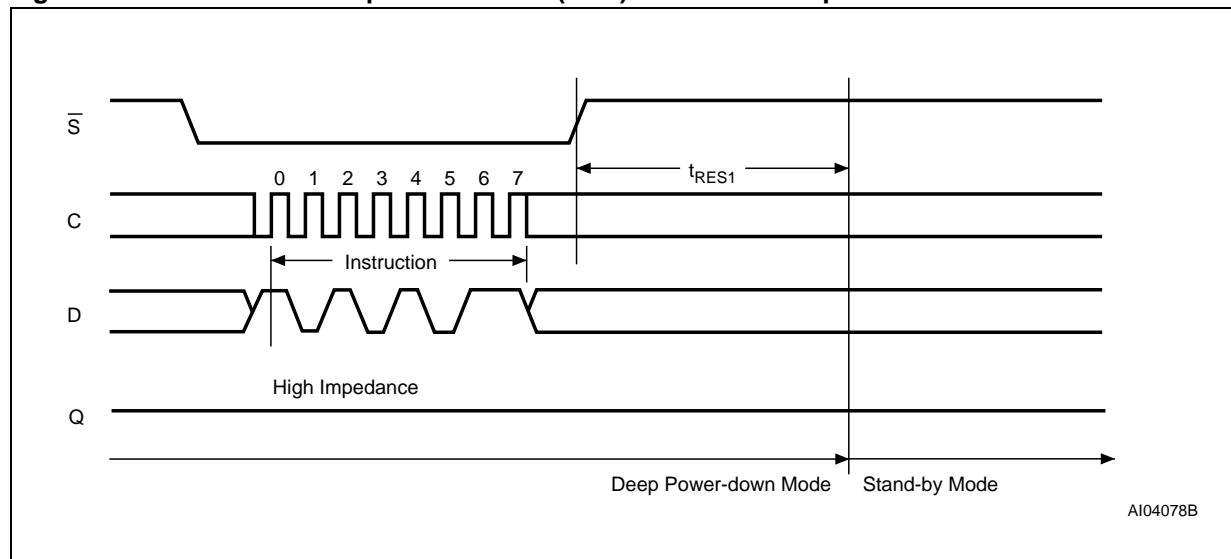 S
0 1 2 3 4 5 6 7
tRES1
C
Instruction
D
High Impedance
Q
Deep Power-down Mode Stand-by Mode
AI04078B